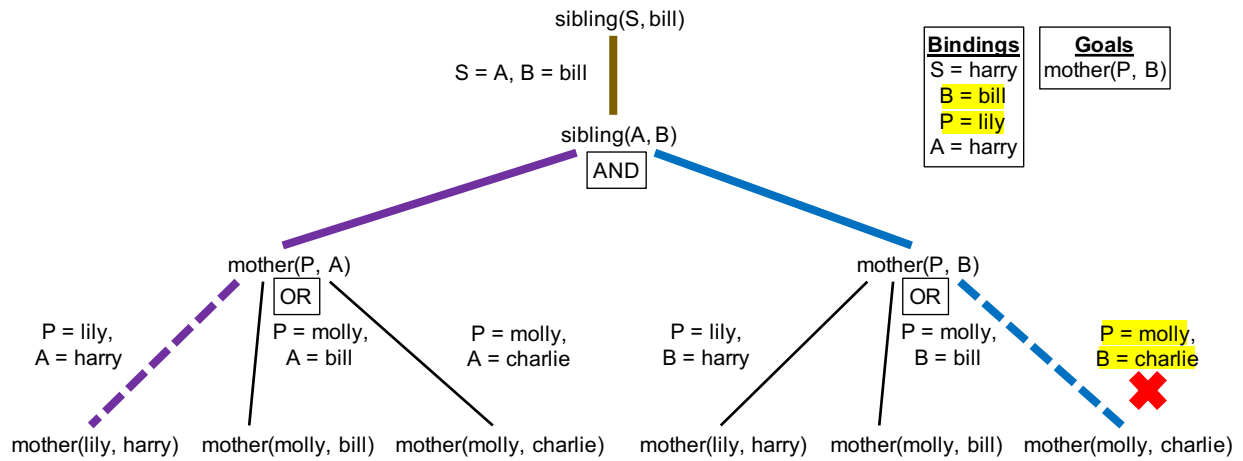 sibling(S, bill)
S = A, B = bill
Bindings
S = harry
B = bill
P = lily
A = harry
Goals
mother(P, B)
sibling(A, B)
AND
mother(P, A)
OR
mother(P, B)
OR
P = lily,
A = harry
P = molly,
A = bill
P = molly,
A = charlie
P = lily,
B = harry
P = molly,
B = bill
P = molly,
B = charlie
mother(lily, harry)
mother(molly, bill)
mother(molly, charlie)
mother(lily, harry)
mother(molly, bill)
mother(molly, charlie)